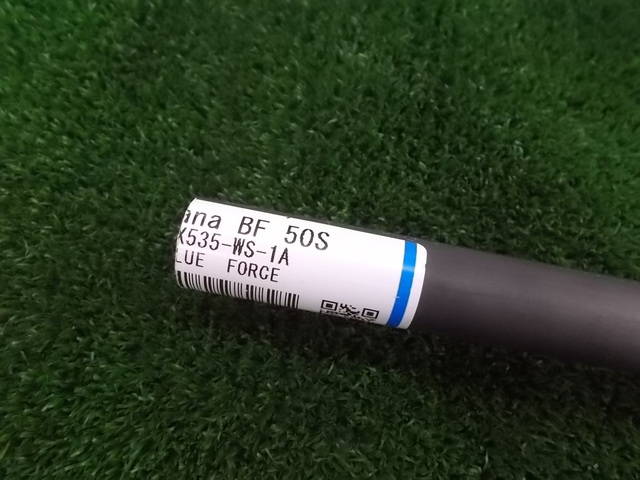 ana BF 50S
X535-WS-1A
LUE FORCE